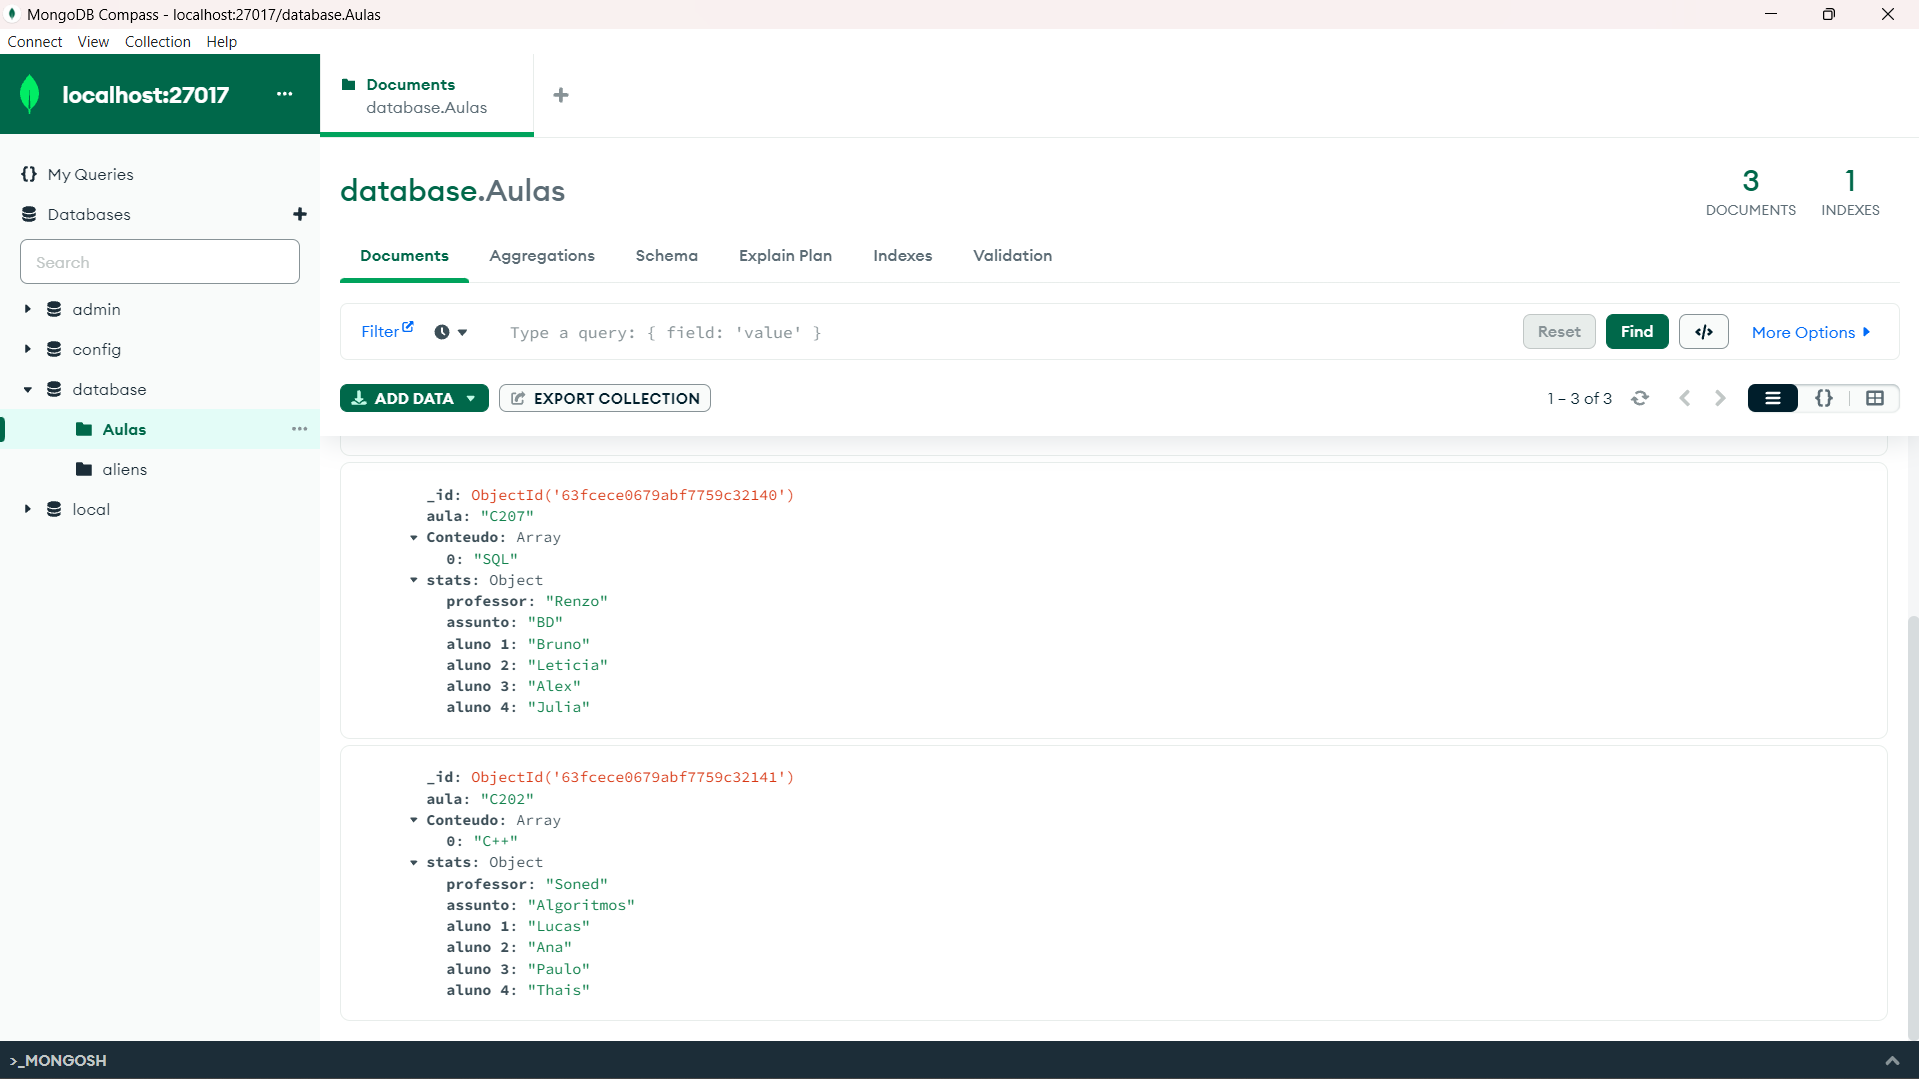 MongoDB Compass - localhost:27017/database.Aulas
Connect View Collection Help
localhost:27017 ...
Documents
database.Aulas
+
{} My Queries
Databases +
Search
admin
config
database
Aulas ...
aliens
local
database.Aulas
3
DOCUMENTS
1
INDEXES
Documents Aggregations Schema Explain Plan Indexes Validation
Filter Type a query: { field: 'value' } Reset Find </> More Options
ADD DATA EXPORT COLLECTION 1 – 3 of 3 {}
_id: ObjectId('63fcece0679abf7759c32140')
aula: "C207"
Conteudo: Array
0: "SQL"
stats: Object
professor: "Renzo"
assunto: "BD"
aluno 1: "Bruno"
aluno 2: "Leticia"
aluno 3: "Alex"
aluno 4: "Julia"
_id: ObjectId('63fcece0679abf7759c32141')
aula: "C202"
Conteudo: Array
0: "C++"
stats: Object
professor: "Soned"
assunto: "Algoritmos"
aluno 1: "Lucas"
aluno 2: "Ana"
aluno 3: "Paulo"
aluno 4: "Thais"
>_MONGOSH